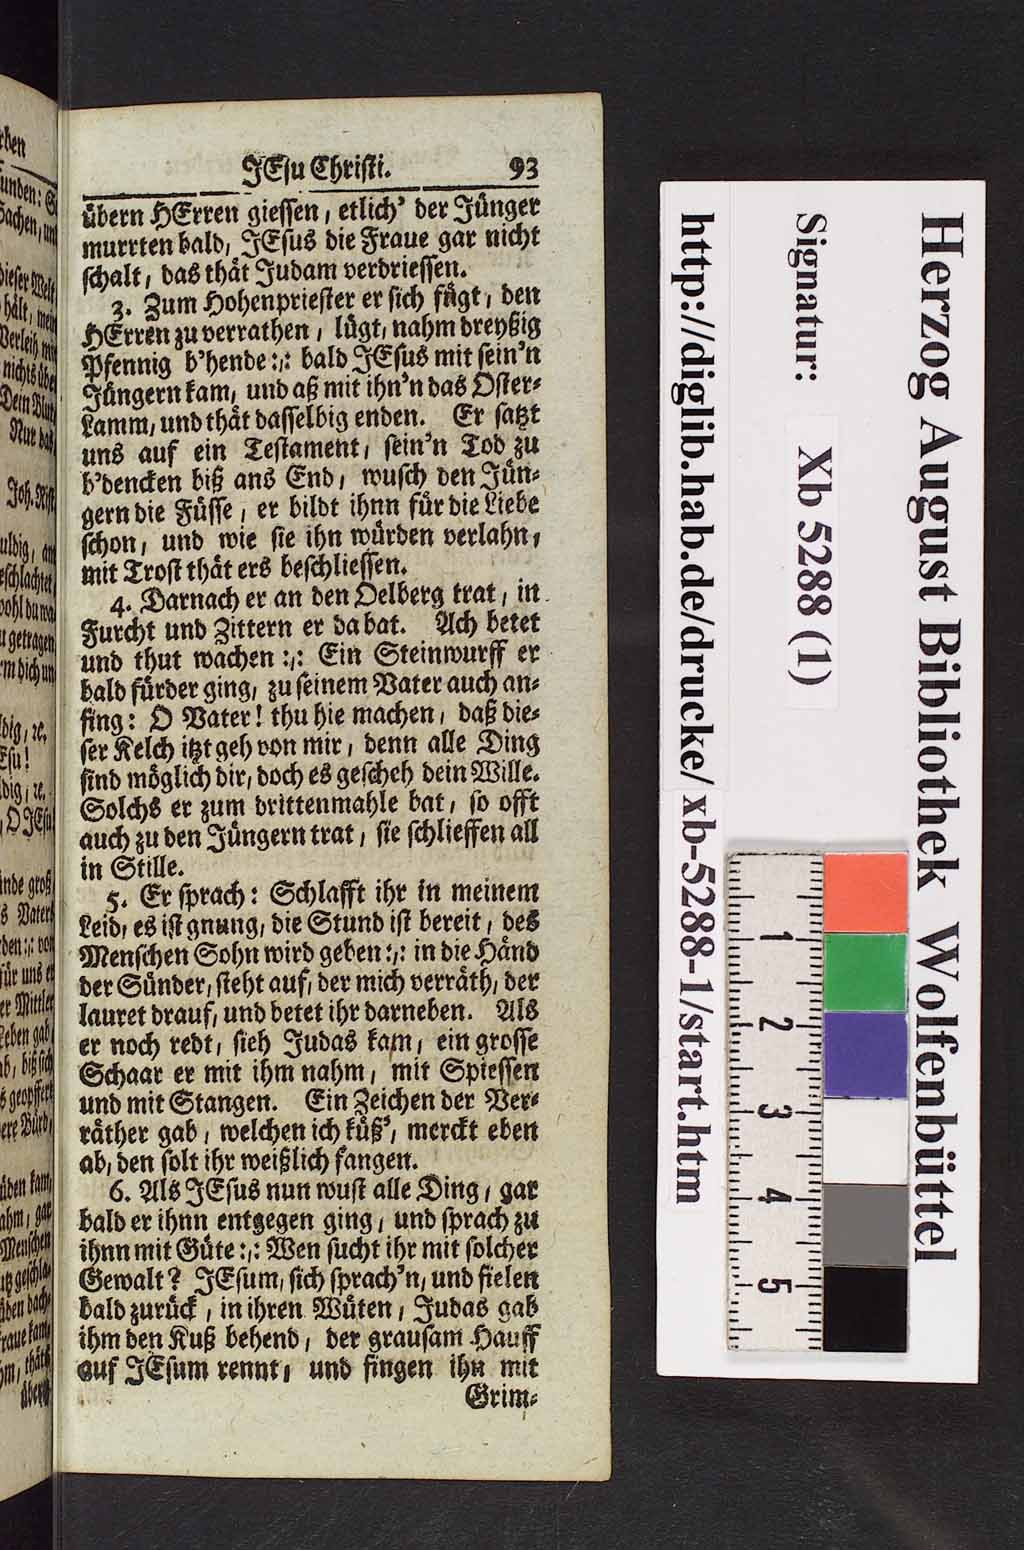 JEsu Christi. 93
übern HErren giessen, etlich' der Jünger
murrten bald, JEsus die Fraue gar nicht
schalt, das thät Judam verdriessen.
3. Zum Hohenpriester er sich fügt, den
HErren zu verrathen, lügt, nahm dreyßig
Pfennig b'hende:,: bald JEsus mit sein'n
Jüngern kam, und aß mit ihn'n das Oster-
Lamm, und thät dasselbig enden. Er satzt
uns auf ein Testament, sein'n Tod zu
b'dencken biß ans End, wusch den Jün-
gern die Füsse, er bildt ihnn für die Liebe
schon, und wie sie ihn würden verlahn,
mit Trost thät ers beschliessen.
4. Darnach er an den Oelberg trat, in
Furcht und Zittern er da bat. Ach betet
und thut wachen:,: Ein Steinwurff er
bald fürder ging, zu seinem Vater auch an-
fing: O Vater! thu hie machen, daß die-
ser Kelch itzt geh von mir, denn alle Ding
sind möglich dir, doch es gescheh dein Wille.
Solchs er zum drittenmahle bat, so offt
auch zu den Jüngern trat, sie schlieffen all
in Stille.
5. Er sprach: Schlafft ihr in meinem
Leid, es ist gnung, die Stund ist bereit, des
Menschen Sohn wird geben:,: in die Händ
der Sünder, steht auf, der mich verräth, der
lauret drauf, und betet ihr darneben. Als
er noch redt, sieh Judas kam, ein grosse
Schaar er mit ihm nahm, mit Spiessen
und mit Stangen. Ein Zeichen der Ver-
räther gab, welchen ich küß', merckt eben
ab, den solt ihr weißlich fangen.
6. Als JEsus nun wust alle Ding, gar
bald er ihnn entgegen ging, und sprach zu
ihnn mit Güte:,: Wen sucht ihr mit solcher
Gewalt? JEsum, sich sprach'n, und fielen
bald zurück, in ihren Wüten, Judas gab
ihm den Kuß behend, der grausam Hauff
auf JEsum rennt, und fingen ihn mit
Grim-
Herzog August Bibliothek Wolfenbüttel
Signatur: Xb 5288 (1)
http://diglib.hab.de/drucke/ xb-5288-1/start.htm
1
2
3
4
5